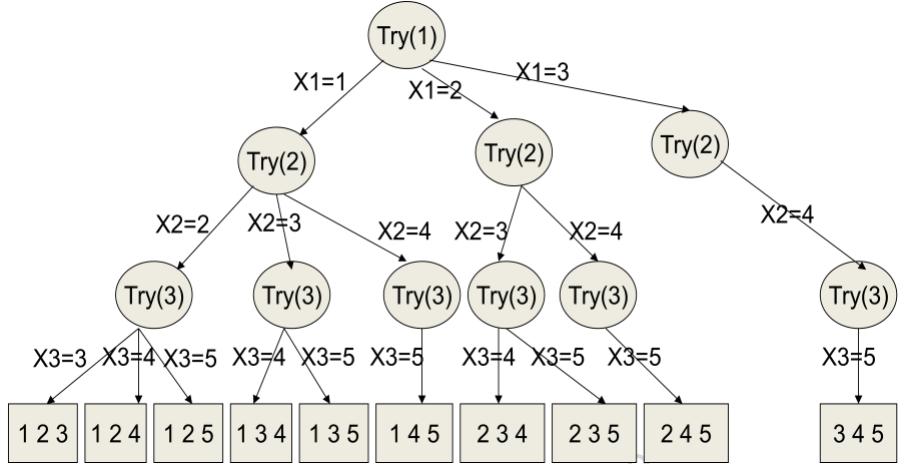 Try(1)
X1=1
X1=2
X1=3
Try(2)
Try(2)
Try(2)
X2=2
X2=3
X2=4
X2=3
X2=4
X2=4
Try(3)
Try(3)
Try(3)
Try(3)
Try(3)
Try(3)
X3=3
X3=4
X3=5
X3=4
X3=5
X3=5
X3=4
X3=5
X3=5
X3=5
1 2 3
1 2 4
1 2 5
1 3 4
1 3 5
1 4 5
2 3 4
2 3 5
2 4 5
3 4 5